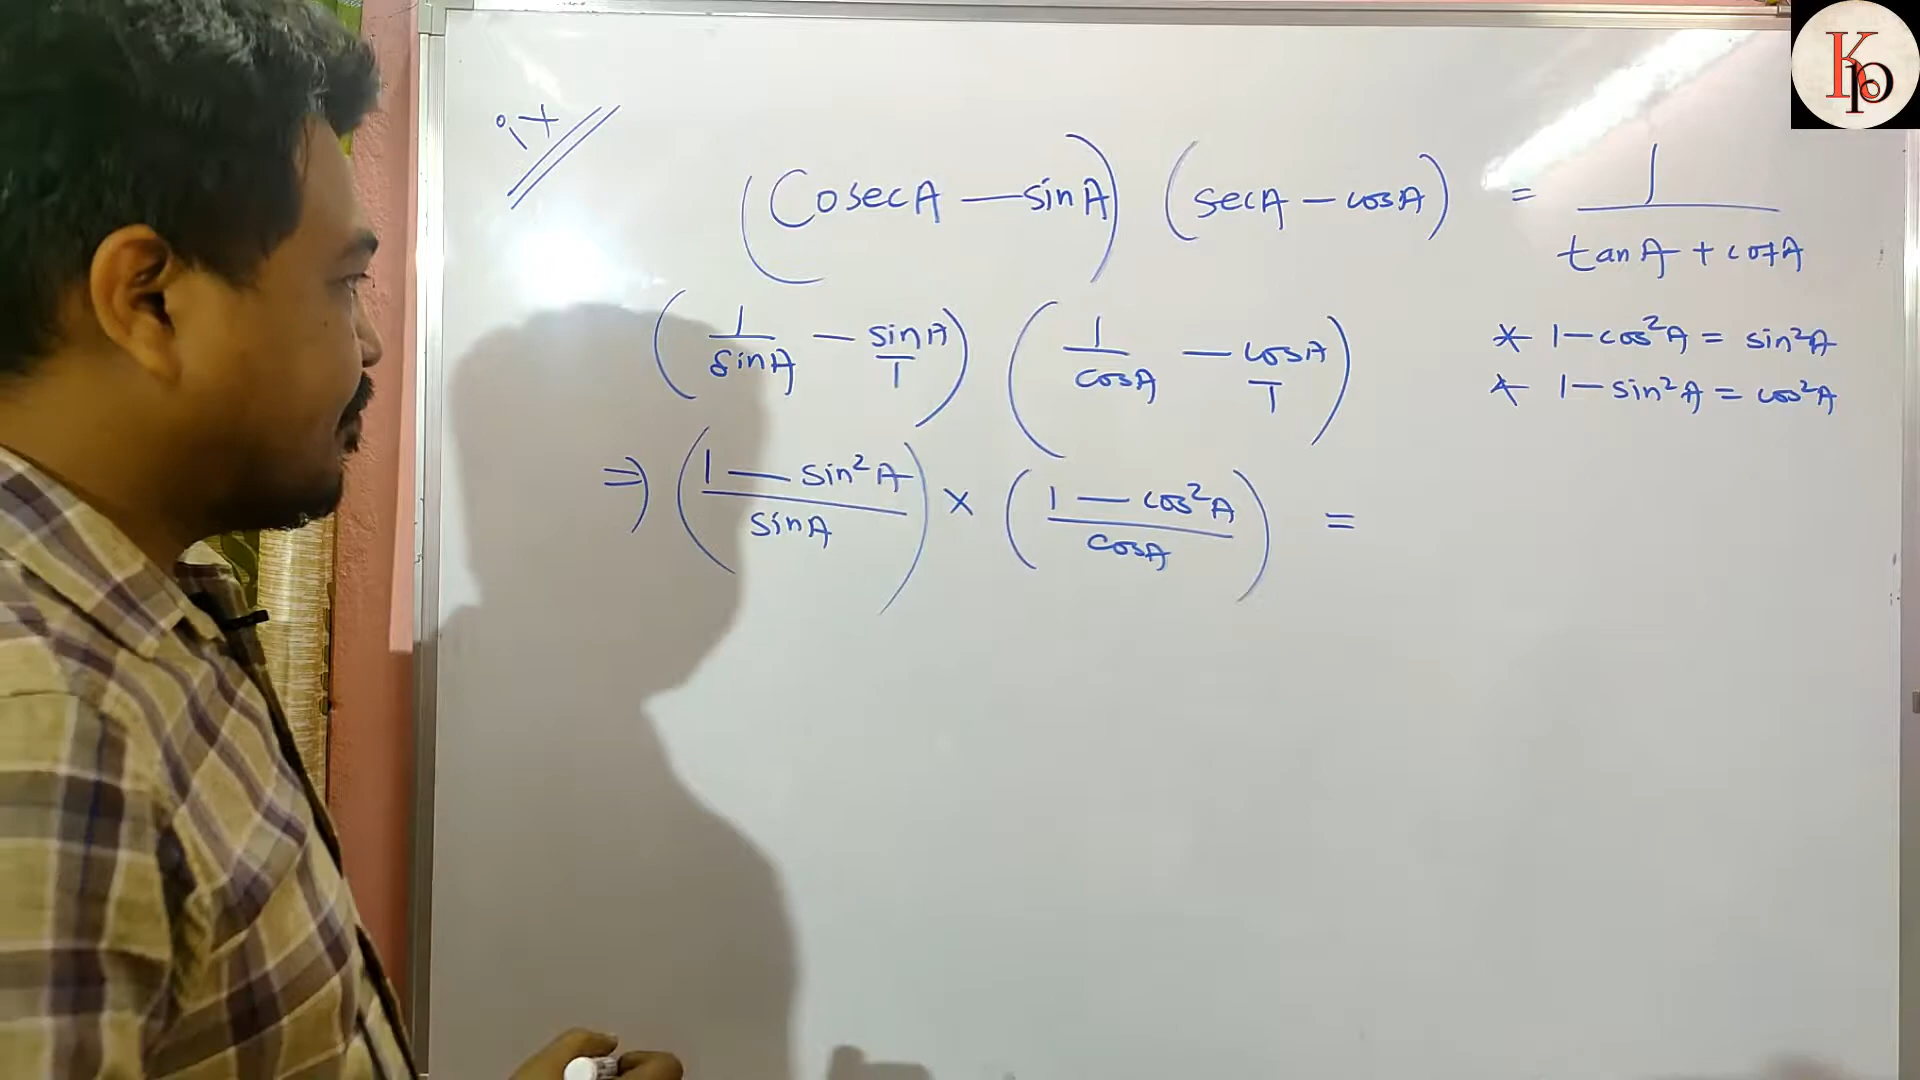 ix
(CosecA — sinA) (secA – cosA) = 1/(tanA + cotA)
(1/sinA — sinA/1) (1/cosA — cosA/1)
* 1–cos²A = sin²A
* 1–sin²A = cos²A
⇒ ((1 — sin²A)/sinA) × ((1 — cos²A)/cosA) =